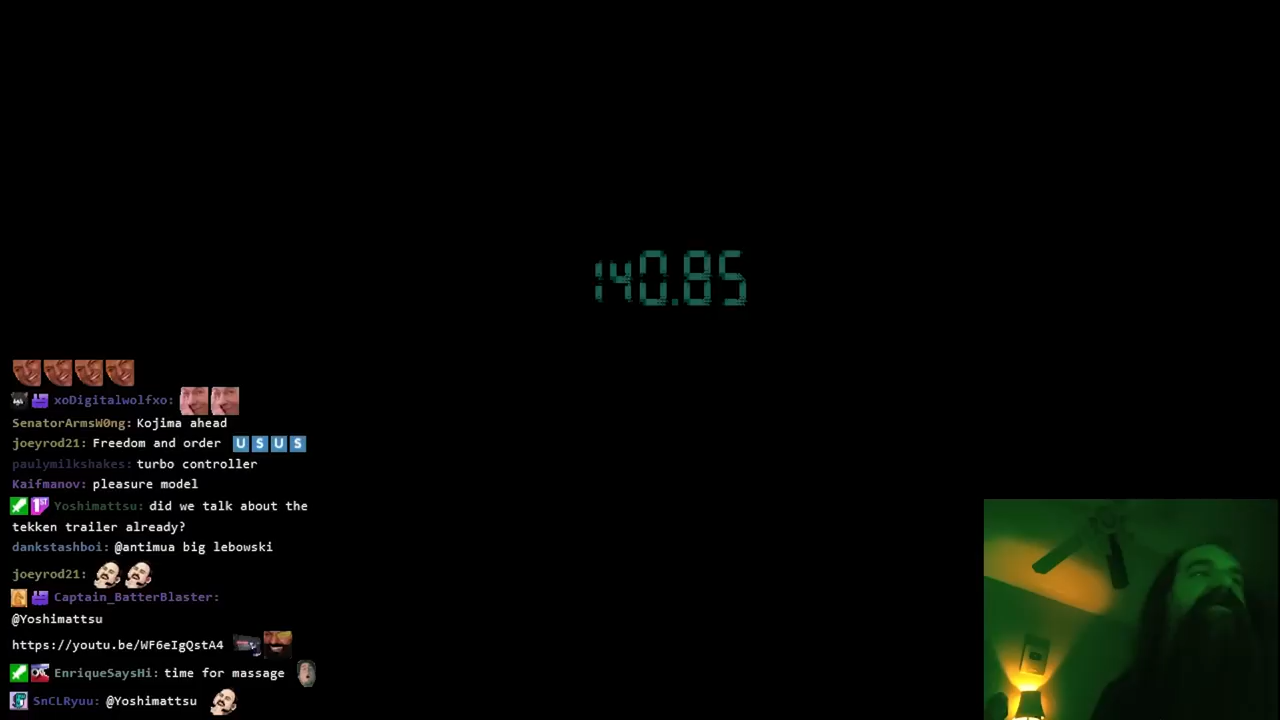 140.85
xoDigitalwolfxo:
SenatorArmsW0ng: Kojima ahead
joeyrod21: Freedom and order U S U S
paulymilkshakes: turbo controller
Kaifmanov: pleasure model
1ST Yoshimattsu: did we talk about the
tekken trailer already?
dankstashboi: @antimua big lebowski
joeyrod21:
Captain_BatterBlaster:
@Yoshimattsu
https://youtu.be/WF6eIgQstA4
EnriqueSaysHi: time for massage
SnCLRyuu: @Yoshimattsu